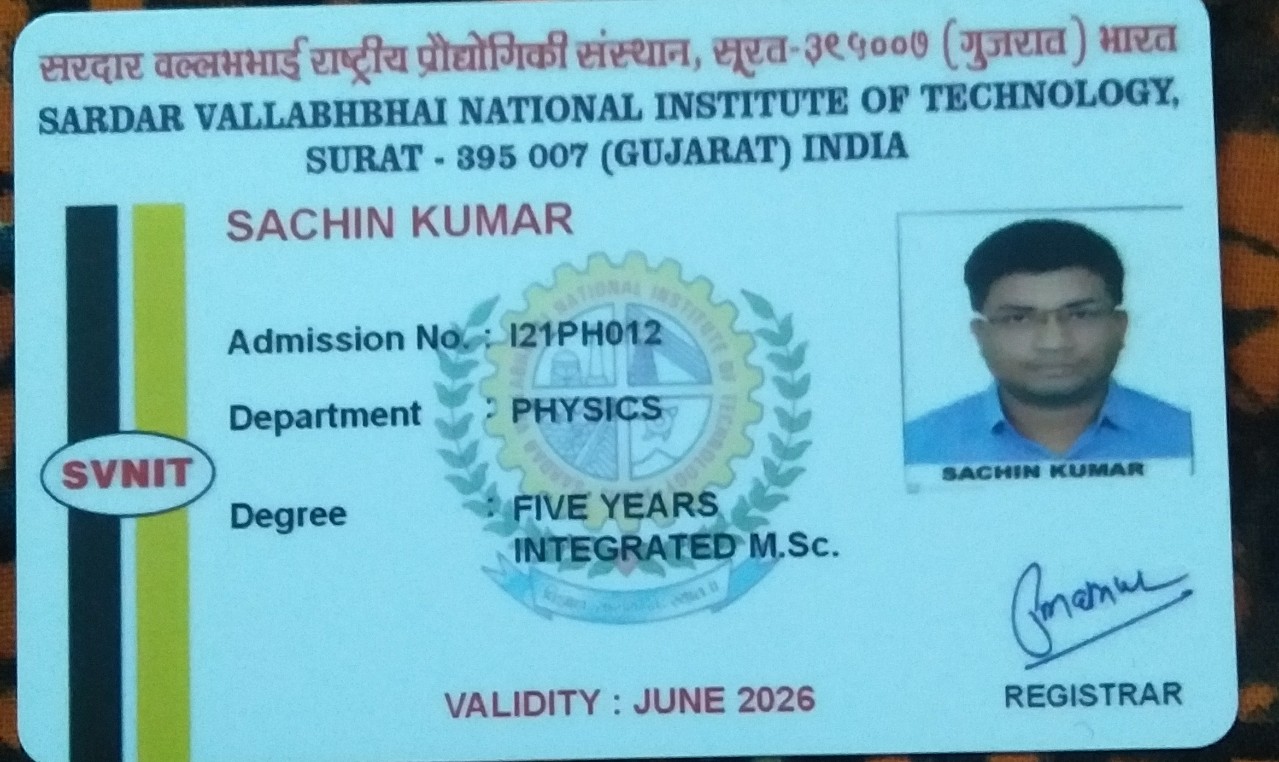 सरदार वल्लभभाई राष्ट्रीय प्रौद्योगिकी संस्थान, सूरत-३९५००७ (गुजरात) भारत
SARDAR VALLABHBHAI NATIONAL INSTITUTE OF TECHNOLOGY,
SURAT - 395 007 (GUJARAT) INDIA
SACHIN KUMAR
Admission No. : I21PH012
Department : PHYSICS
SVNIT
Degree : FIVE YEARS
INTEGRATED M.Sc.
SACHIN KUMAR
VALIDITY : JUNE 2026
REGISTRAR